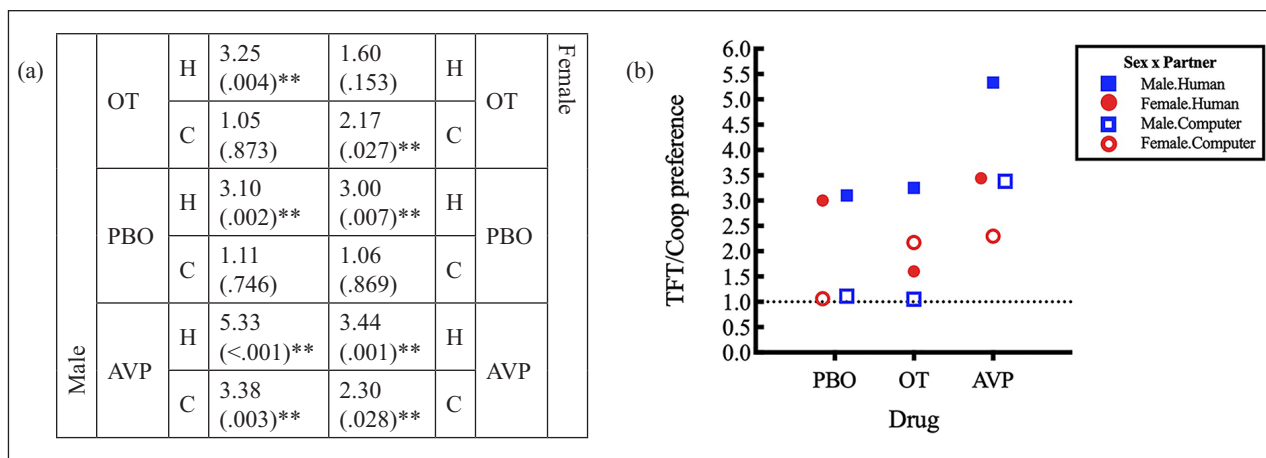 (a)
Male
Female
OT
H
3.25
(.004)**
1.60
(.153)
H
OT
C
1.05
(.873)
2.17
(.027)**
C
PBO
H
3.10
(.002)**
3.00
(.007)**
H
PBO
C
1.11
(.746)
1.06
(.869)
C
AVP
H
5.33
(<.001)**
3.44
(.001)**
H
AVP
C
3.38
(.003)**
2.30
(.028)**
C
(b)
TFT/Coop preference
6.0
5.5
5.0
4.5
4.0
3.5
3.0
2.5
2.0
1.5
1.0
0.5
0.0
PBO OT AVP
Drug
Sex x Partner
Male.Human
Female.Human
Male.Computer
Female.Computer